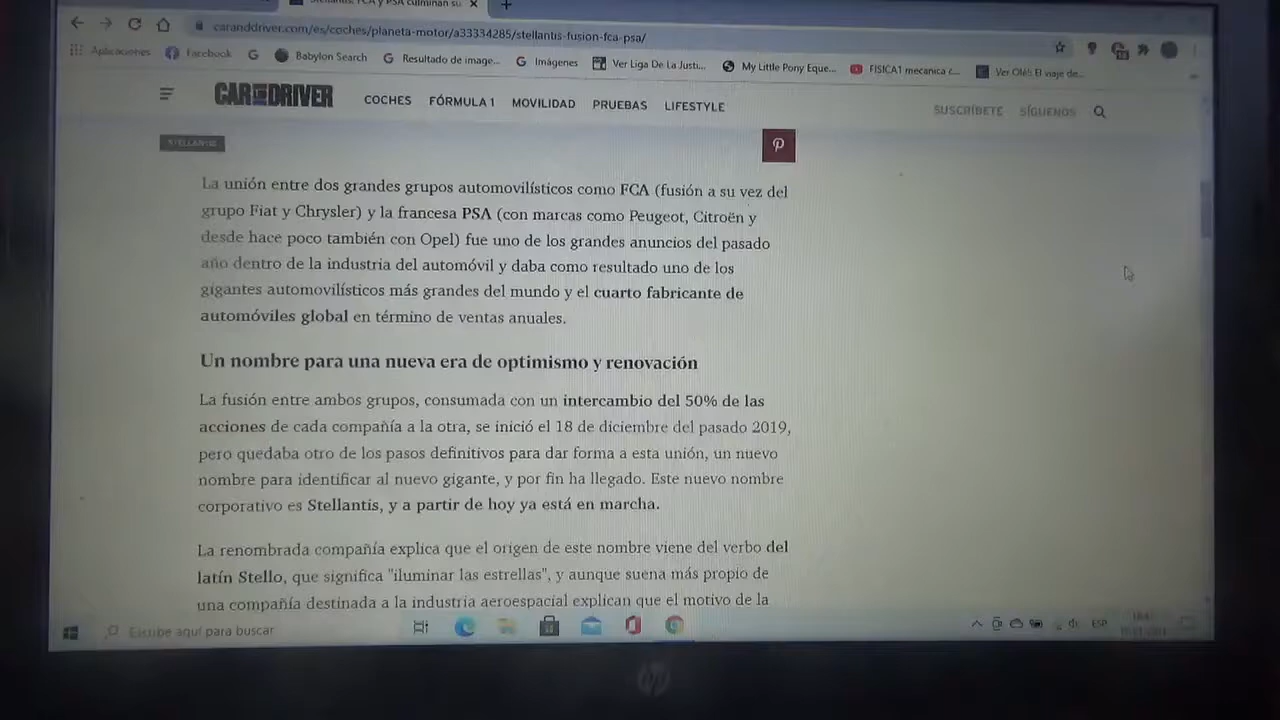 Stellantis, FCA y PSA culminan su
caranddriver.com/es/coches/planeta-motor/a33334285/stellantis-fusion-fca-psa/
Aplicaciones Facebook Babylon Search Resultado de image... Imágenes Ver Liga De La Justi... My Little Pony Eque... FISICA1 mecanica c... Ver Olé!: El viaje de...
CAR AND DRIVER COCHES FÓRMULA 1 MOVILIDAD PRUEBAS LIFESTYLE SUSCRÍBETE SÍGUENOS
STELLANTIS
La unión entre dos grandes grupos automovilísticos como FCA (fusión a su vez del
grupo Fiat y Chrysler) y la francesa PSA (con marcas como Peugeot, Citroën y
desde hace poco también con Opel) fue uno de los grandes anuncios del pasado
año dentro de la industria del automóvil y daba como resultado uno de los
gigantes automovilísticos más grandes del mundo y el cuarto fabricante de
automóviles global en término de ventas anuales.
Un nombre para una nueva era de optimismo y renovación
La fusión entre ambos grupos, consumada con un intercambio del 50% de las
acciones de cada compañía a la otra, se inició el 18 de diciembre del pasado 2019,
pero quedaba otro de los pasos definitivos para dar forma a esta unión, un nuevo
nombre para identificar al nuevo gigante, y por fin ha llegado. Este nuevo nombre
corporativo es Stellantis, y a partir de hoy ya está en marcha.
La renombrada compañía explica que el origen de este nombre viene del verbo del
latín Stello, que significa "iluminar las estrellas", y aunque suena más propio de
una compañía destinada a la industria aeroespacial explican que el motivo de la
Escribe aquí para buscar ESP
hp